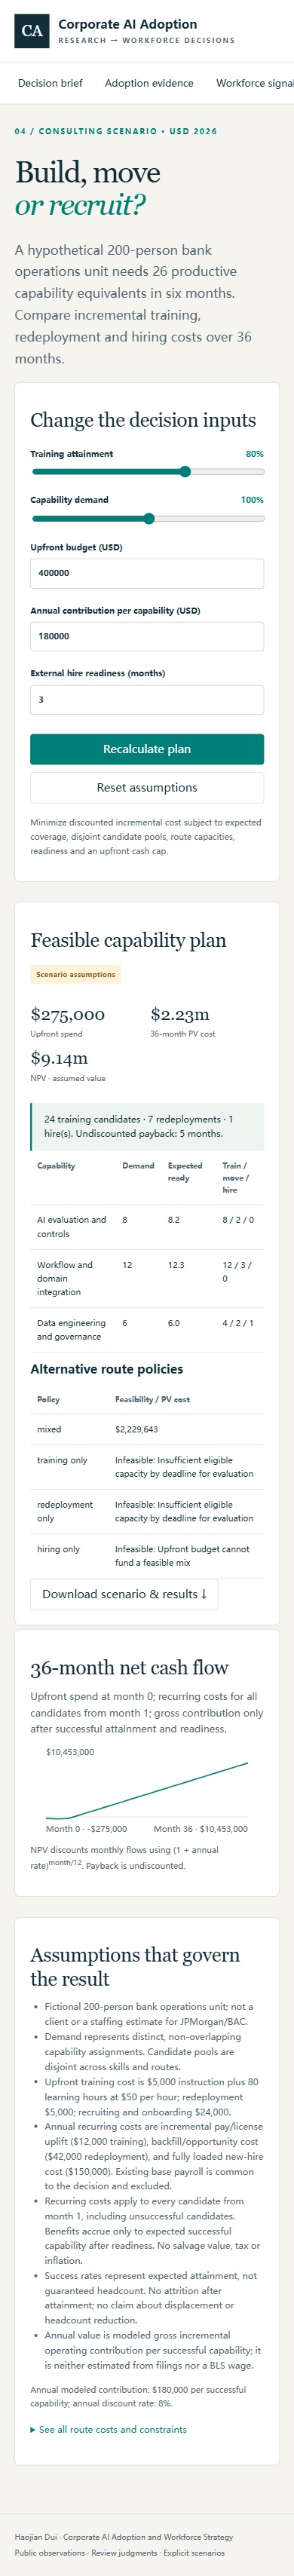 CA
Corporate AI Adoption
RESEARCH → WORKFORCE DECISIONS
Decision brief Adoption evidence Workforce signal
04 / CONSULTING SCENARIO • USD 2026
Build, move
or recruit?
A hypothetical 200-person bank
operations unit needs 26 productive
capability equivalents in six months.
Compare incremental training,
redeployment and hiring costs over 36
months.
Change the decision inputs
Training attainment 80%
Capability demand 100%
Upfront budget (USD)
400000
Annual contribution per capability (USD)
180000
External hire readiness (months)
3
Recalculate plan
Reset assumptions
Minimize discounted incremental cost subject to expected
coverage, disjoint candidate pools, route capacities,
readiness and an upfront cash cap.
Feasible capability plan
Scenario assumptions
$275,000 $2.23m
Upfront spend 36-month PV cost
$9.14m
NPV · assumed value
24 training candidates · 7 redeployments · 1
hire(s). Undiscounted payback: 5 months.
Capability Demand Expected ready Train / move / hire
AI evaluation and controls 8 8.2 8 / 2 / 0
Workflow and domain integration 12 12.3 12 / 3 / 0
Data engineering and governance 6 6.0 4 / 2 / 1
Alternative route policies
Policy Feasibility / PV cost
mixed $2,229,643
training only Infeasible: Insufficient eligible capacity by deadline for evaluation
redeployment only Infeasible: Insufficient eligible capacity by deadline for evaluation
hiring only Infeasible: Upfront budget cannot fund a feasible mix
Download scenario & results ↓
36-month net cash flow
Upfront spend at month 0; recurring costs for all
candidates from month 1; gross contribution only
after successful attainment and readiness.
$10,453,000
Month 0 · -$275,000 Month 36 · $10,453,000
NPV discounts monthly flows using (1 + annual
rate)^month/12. Payback is undiscounted.
Assumptions that govern
the result
• Fictional 200-person bank operations unit; not a
client or a staffing estimate for JPMorgan/BAC.
• Demand represents distinct, non-overlapping
capability assignments. Candidate pools are
disjoint across skills and routes.
• Upfront training cost is $5,000 instruction plus 80
learning hours at $50 per hour; redeployment
$5,000; recruiting and onboarding $24,000.
• Annual recurring costs are incremental pay/license
uplift ($12,000 training), backfill/opportunity cost
($42,000 redeployment), and fully loaded new-hire
cost ($150,000). Existing base payroll is common
to the decision and excluded.
• Recurring costs apply to every candidate from
month 1, including unsuccessful candidates.
Benefits accrue only to expected successful
capability after readiness. No salvage value, tax or
inflation.
• Success rates represent expected attainment, not
guaranteed headcount. No attrition after
attainment; no claim about displacement or
headcount reduction.
• Annual value is modeled gross incremental
operating contribution per successful capability; it
is neither estimated from filings nor a BLS wage.
Annual modeled contribution: $180,000 per successful
capability; annual discount rate: 8%.
▶ See all route costs and constraints
Haojian Dui · Corporate AI Adoption and Workforce Strategy
Public observations · Review judgments · Explicit scenarios